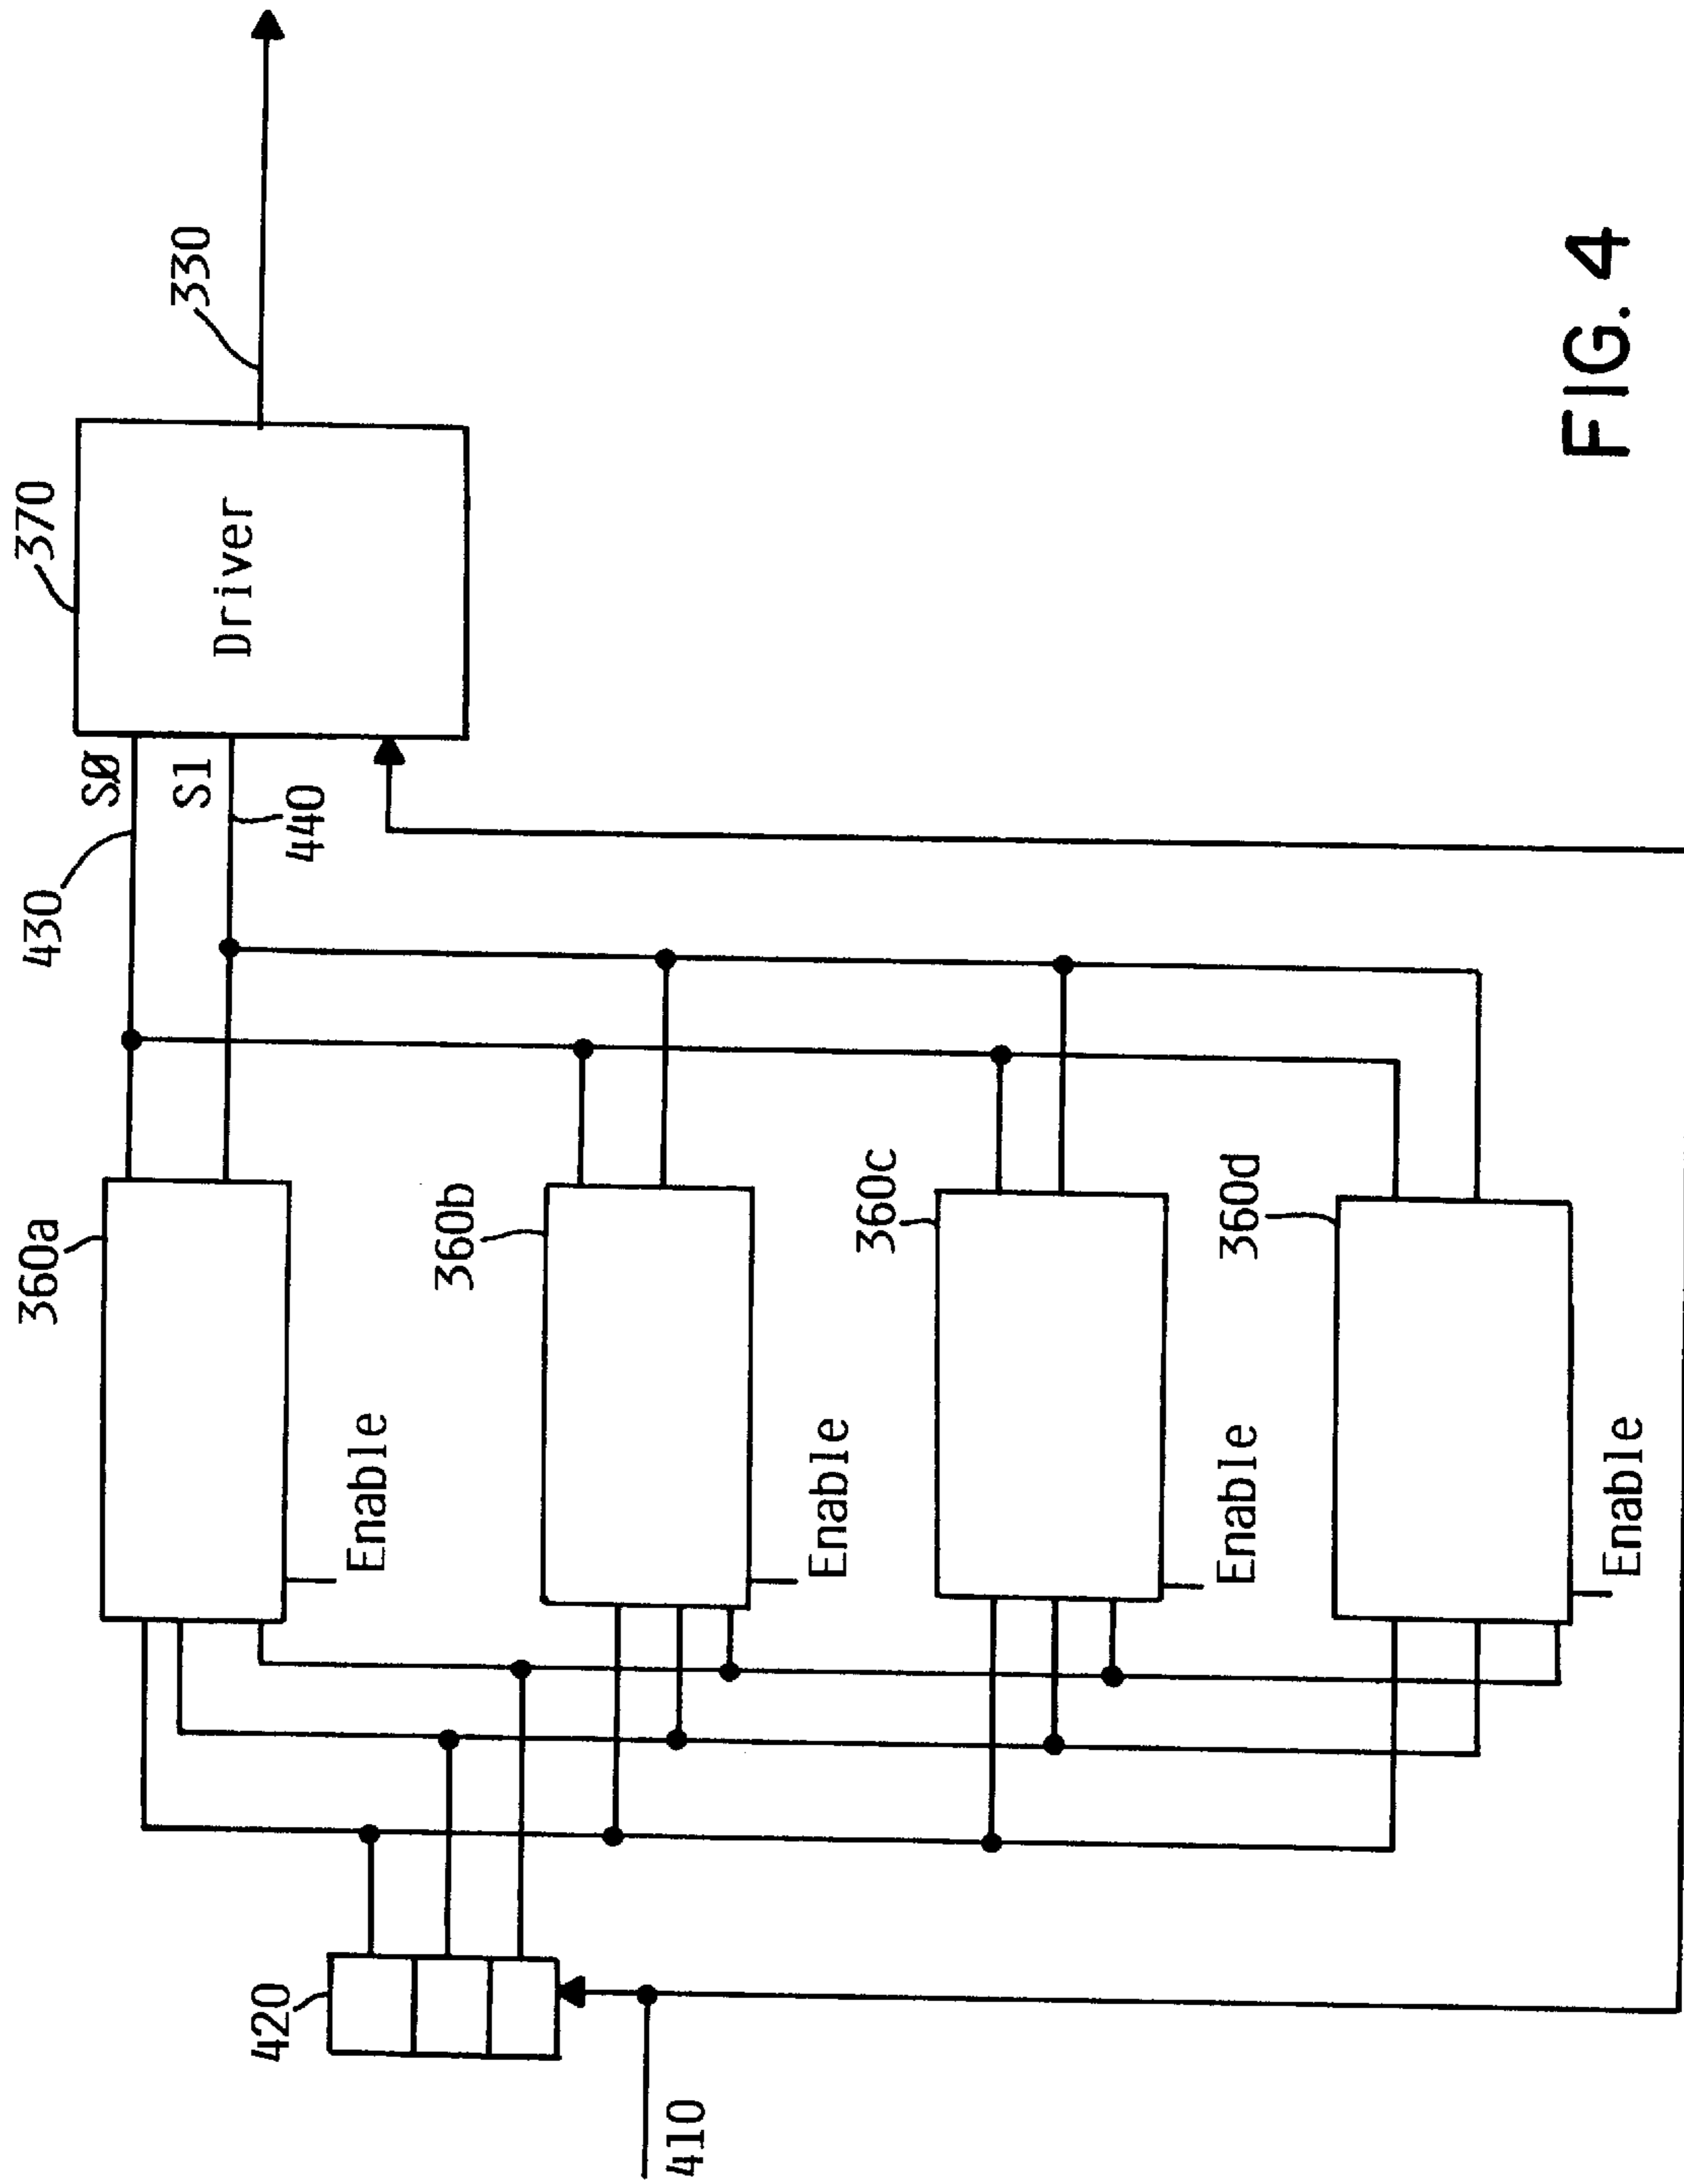 370
Driver
330
SØ
S1
430
440
360a
Enable
360b
Enable
360c
Enable
360d
Enable
420
410
FIG. 4